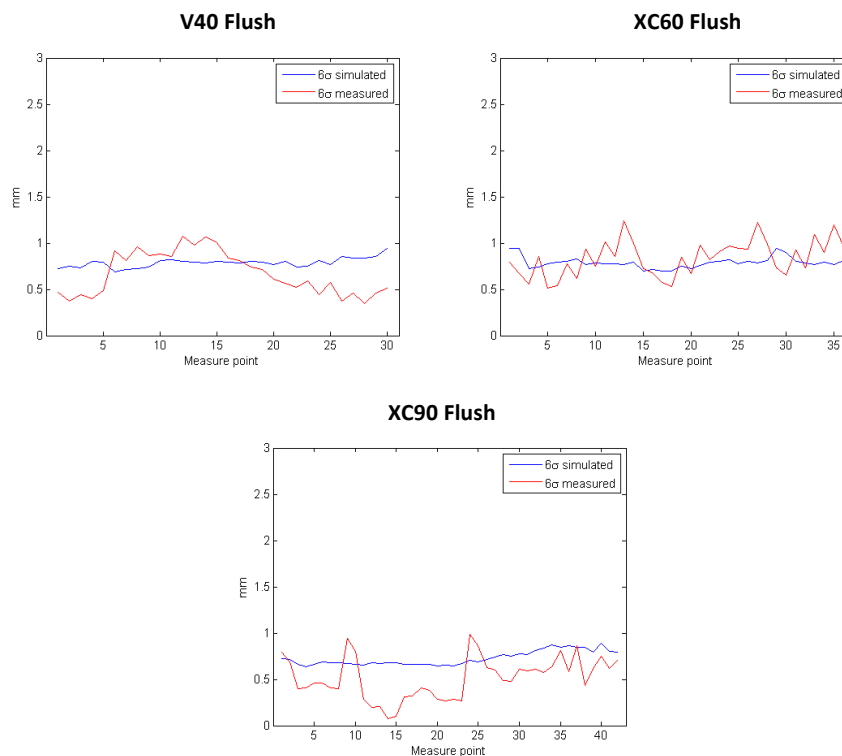 V40 Flush
XC60 Flush
3
2.5
2
1.5
1
0.5
0
mm
6σ simulated
6σ measured
5
10
15
20
25
30
Measure point
3
2.5
2
1.5
1
0.5
0
mm
6σ simulated
6σ measured
5
10
15
20
25
30
35
Measure point
XC90 Flush
3
2.5
2
1.5
1
0.5
0
mm
6σ simulated
6σ measured
5
10
15
20
25
30
35
40
Measure point